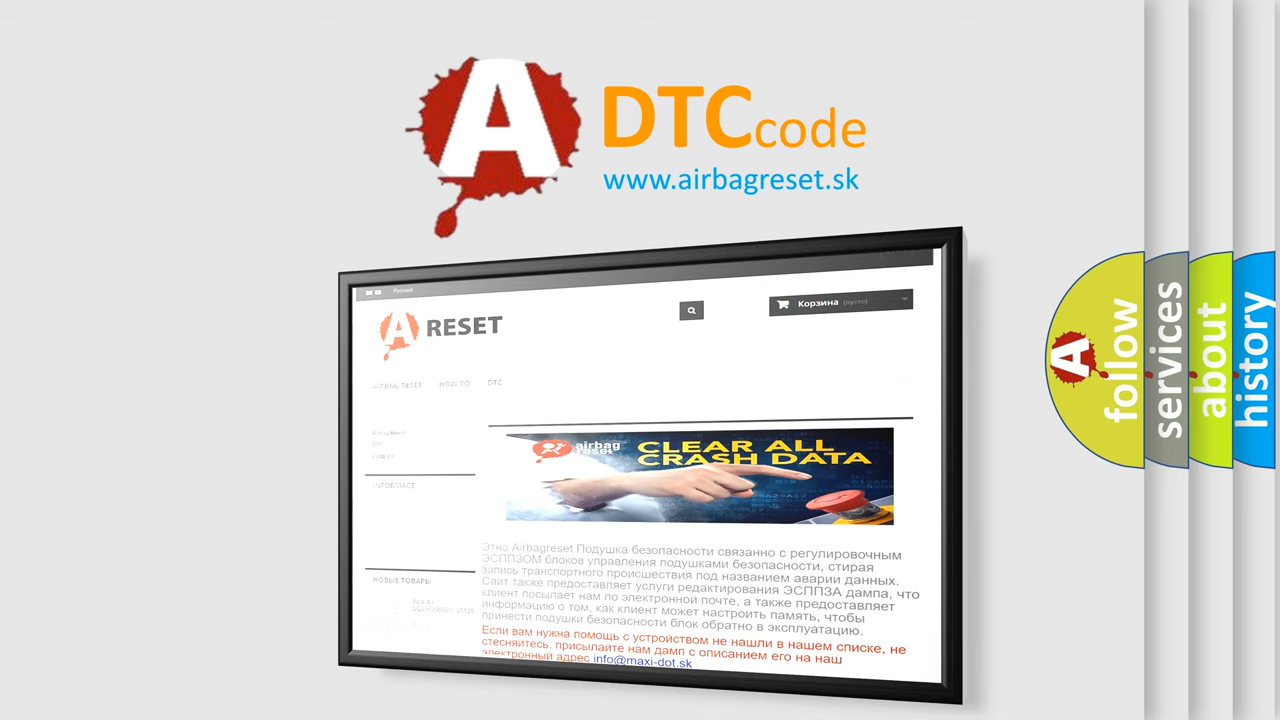 A
DTCcode
www.airbagreset.sk
Русский
Корзина (пусто)
A RESET
AIRBAG RESET HOW TO DTC
Airbag Reset
DTC
INFORMACE
airbag
reset
CLEAR ALL
CRASH DATA
Этно Airbagreset Подушка безопасности связанно с регулировочным
ЭСППЗОМ блоков управления подушками безопасности, стирая
запись транспортного происшествия под названием аварии данных.
Сайт также предоставляет услуги редактирования ЭСППЗА дампа, что
клиент посылает нам по электронной почте, а также предоставляет
информацию о том, как клиент может настроить память, чтобы
принести подушки безопасности блок обратно в эксплуатацию.
Если вам нужна помощь с устройством не нашли в нашем списке, не
стесняйтесь, присылайте нам дамп с описанием его на наш
электронный адрес info@maxi-dot.sk
НОВЫЕ ТОВАРЫ
A
follow
services
about
history